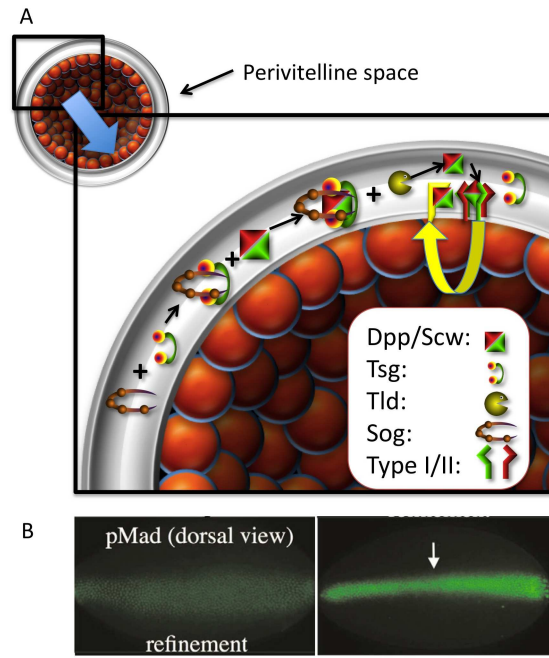 A
Perivitelline space
+
+
+
Dpp/Scw:
Tsg:
Tld:
Sog:
Type I/II:
B
pMad (dorsal view)
refinement